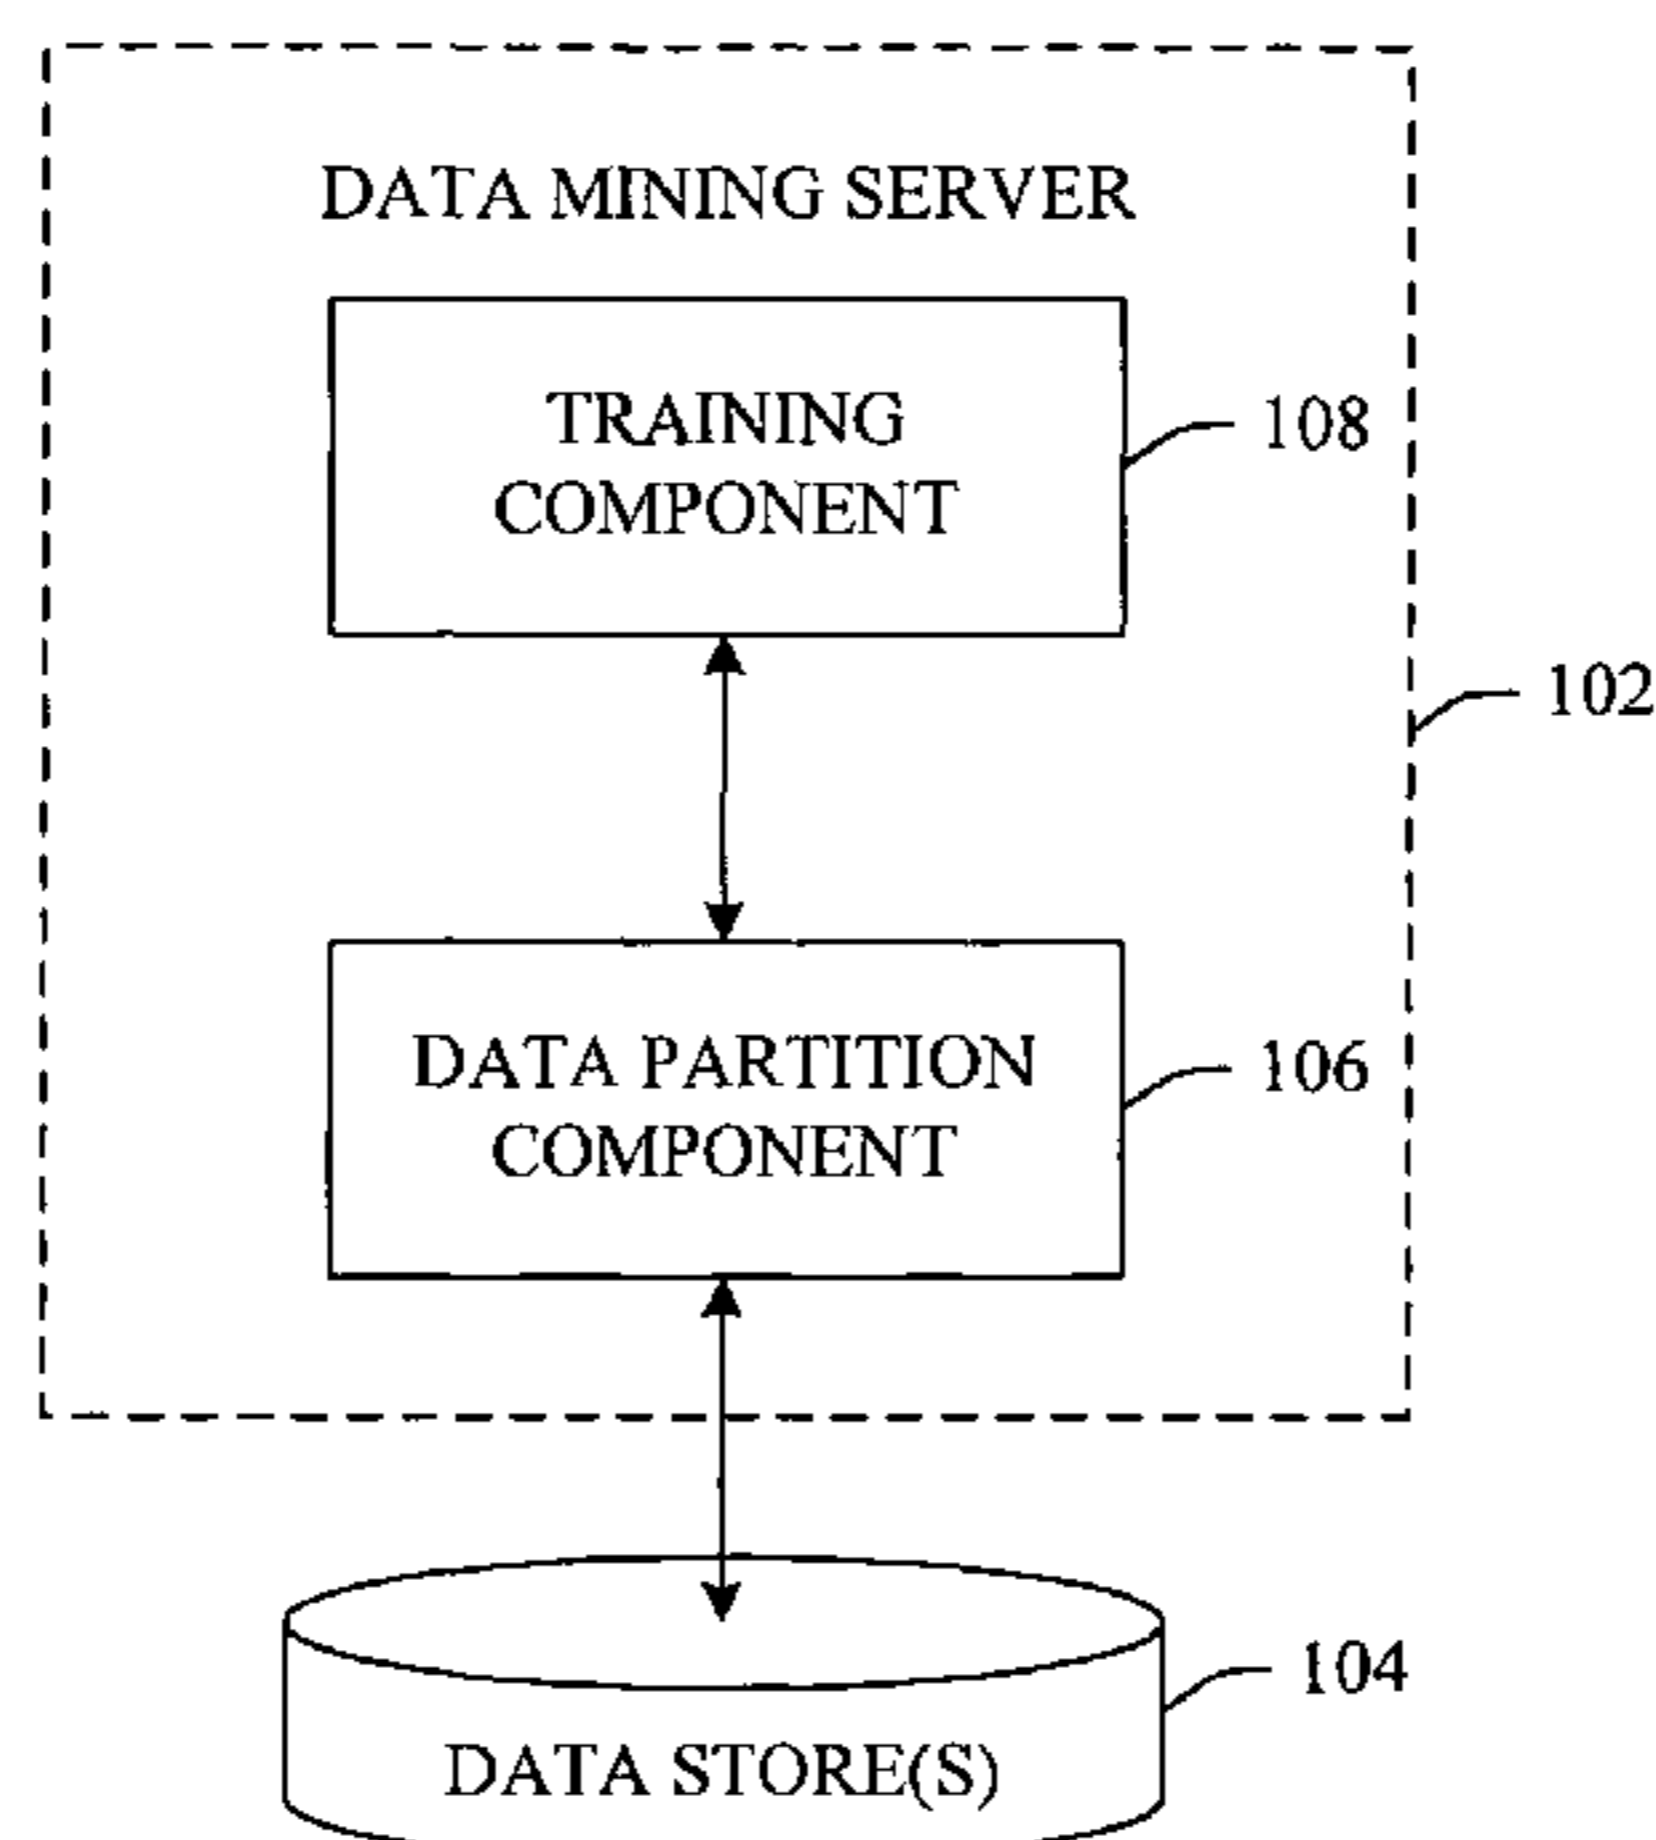 DATA MINING SERVER
TRAINING
COMPONENT
108
102
DATA PARTITION
COMPONENT
106
104
DATA STORE(S)